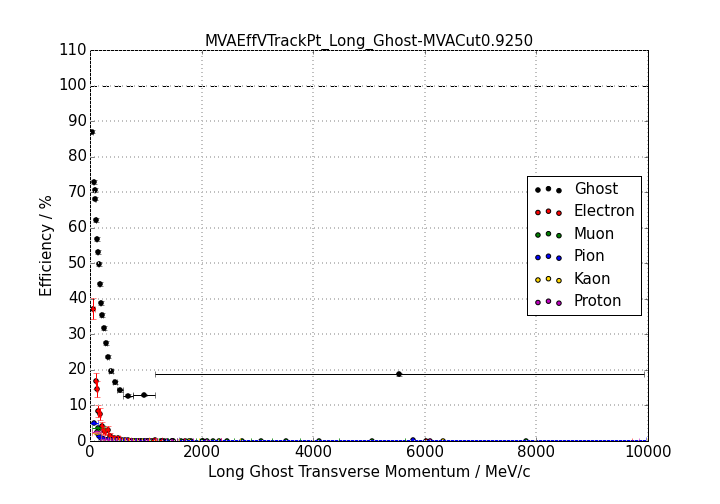 MVAEffVTrackPt_Long_Ghost-MVACut0.9250
110
100
90
80
70
60
50
40
30
20
10
0
Efficiency / %
Ghost
Electron
Muon
Pion
Kaon
Proton
0 2000 4000 6000 8000 10000
Long Ghost Transverse Momentum / MeV/c